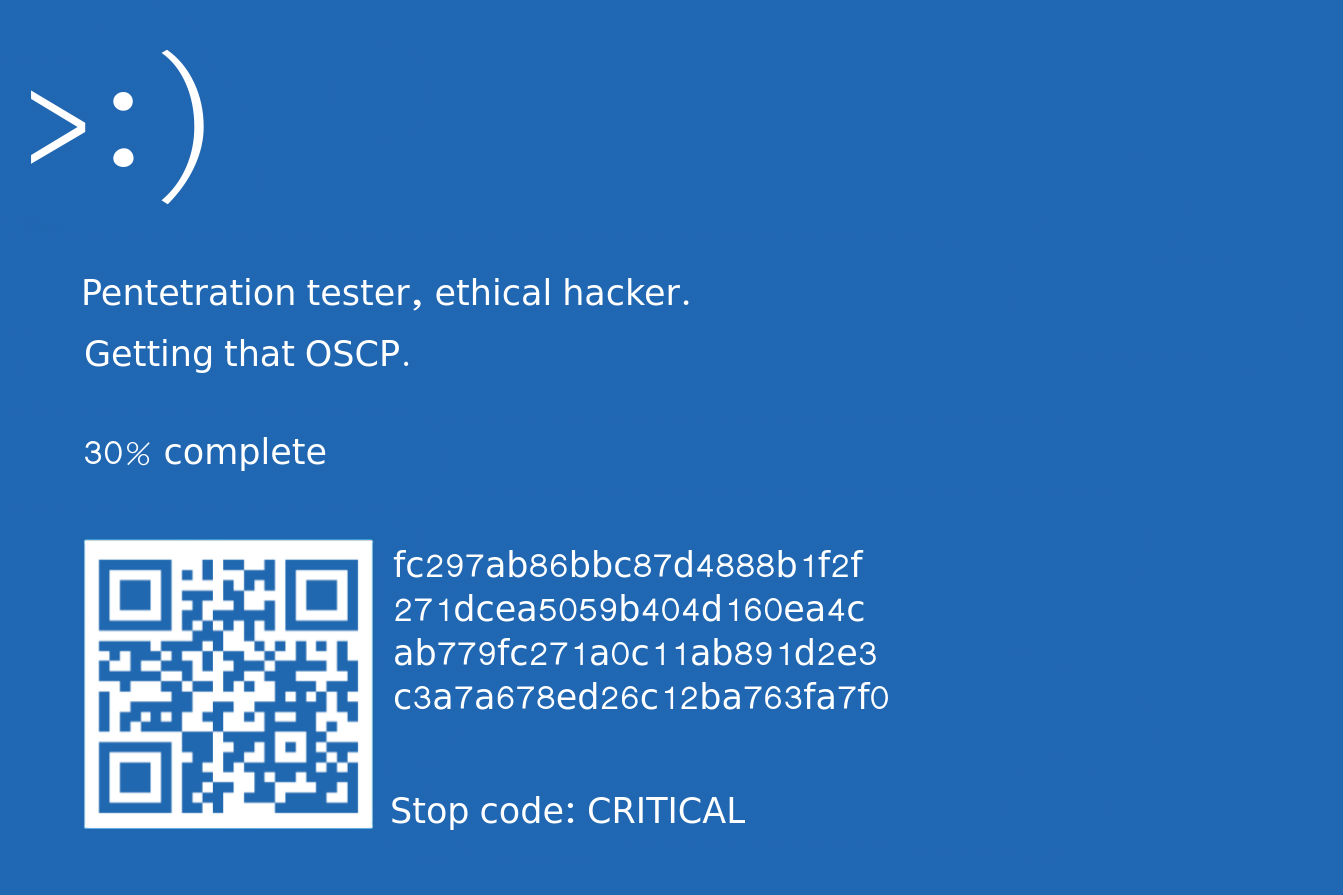 >:)
Pentetration tester, ethical hacker.
Getting that OSCP.
30% complete
fc297ab86bbc87d4888b1f2f
271dcea5059b404d160ea4c
ab779fc271a0c11ab891d2e3
c3a7a678ed26c12ba763fa7f0
Stop code: CRITICAL